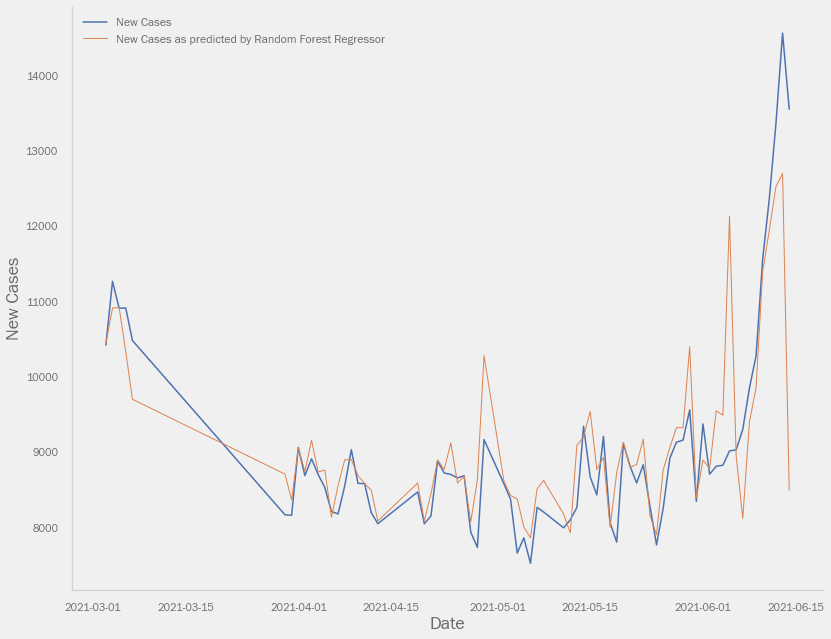 New Cases
New Cases as predicted by Random Forest Regressor
14000
13000
12000
11000
10000
9000
8000
New Cases
2021-03-01 2021-03-15 2021-04-01 2021-04-15 2021-05-01 2021-05-15 2021-06-01 2021-06-15
Date